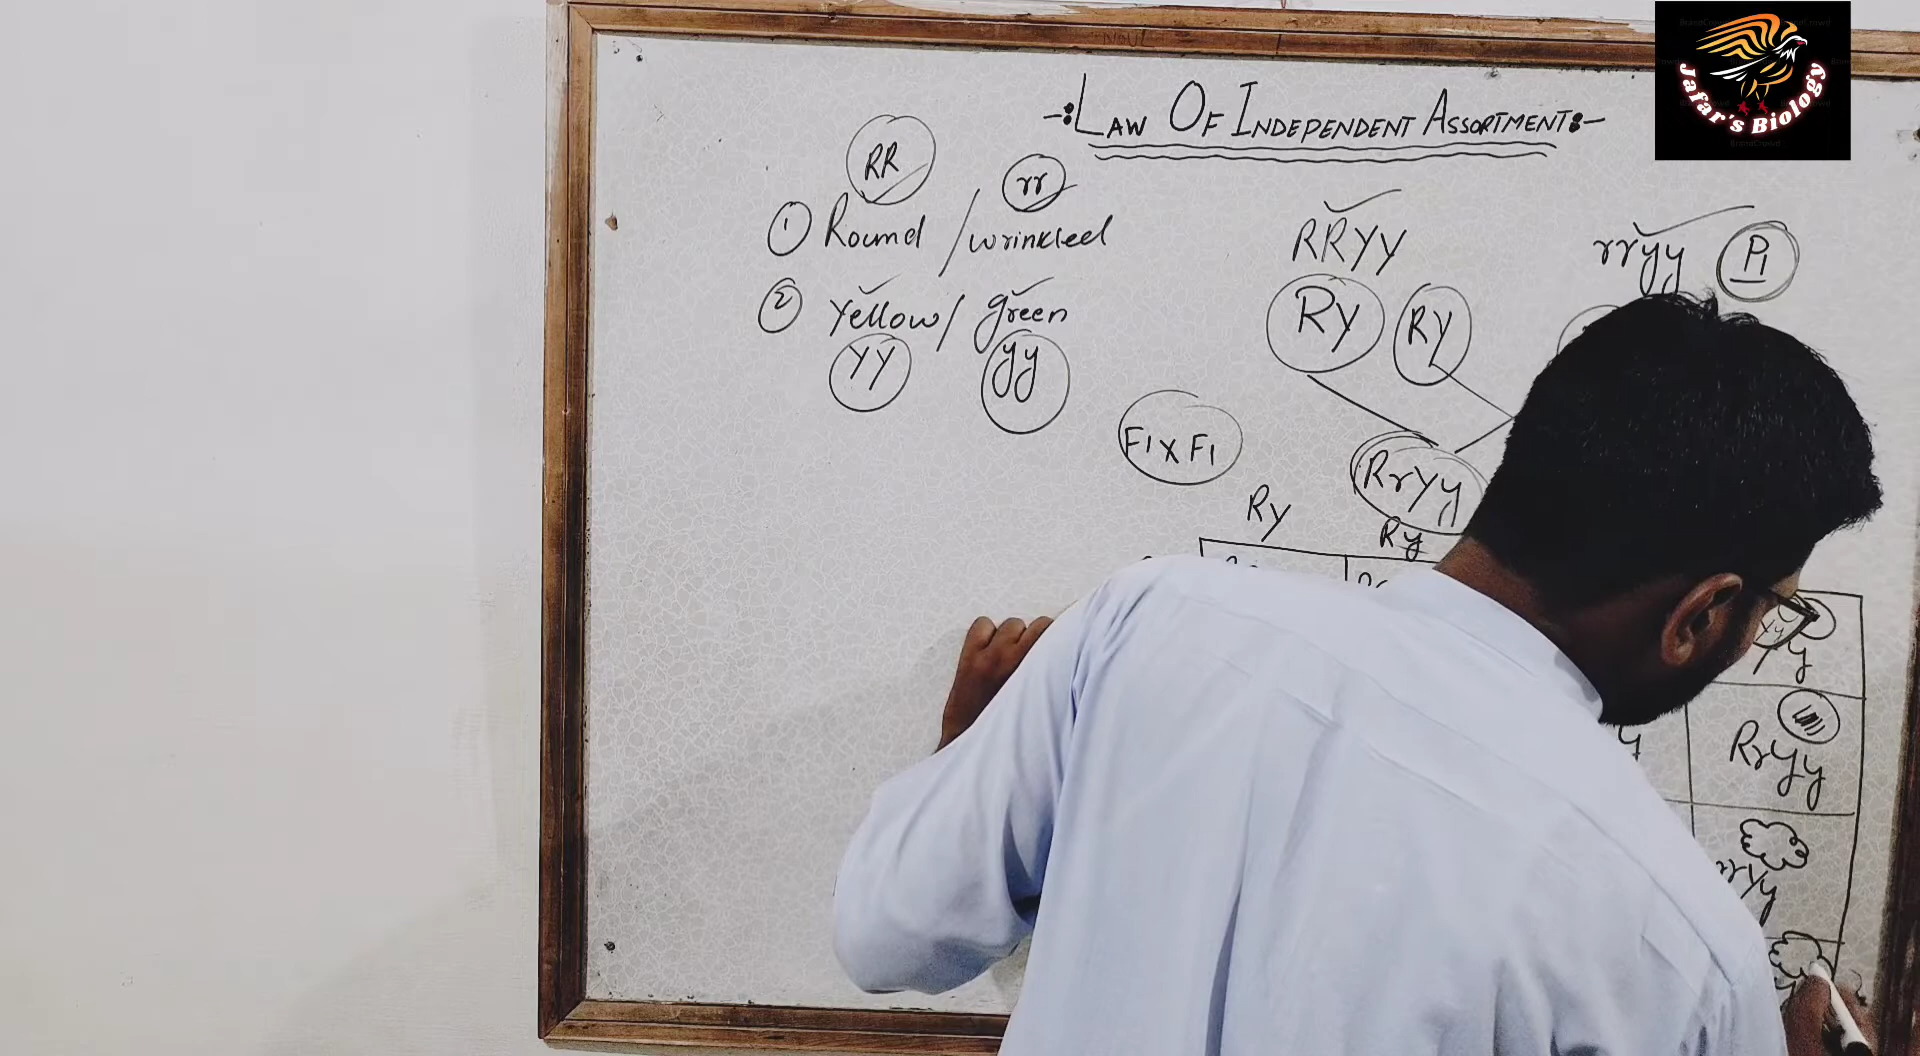 -:LAW OF INDEPENDENT ASSORTMENT:-
Jafar's Biology
RR
rr
① Round / wrinkled
② Yellow / green
YY
yy
RRYY
rryy
P1
RY
RY
F1 x F1
RrYy
RY
Ry
Rryy
rrYy